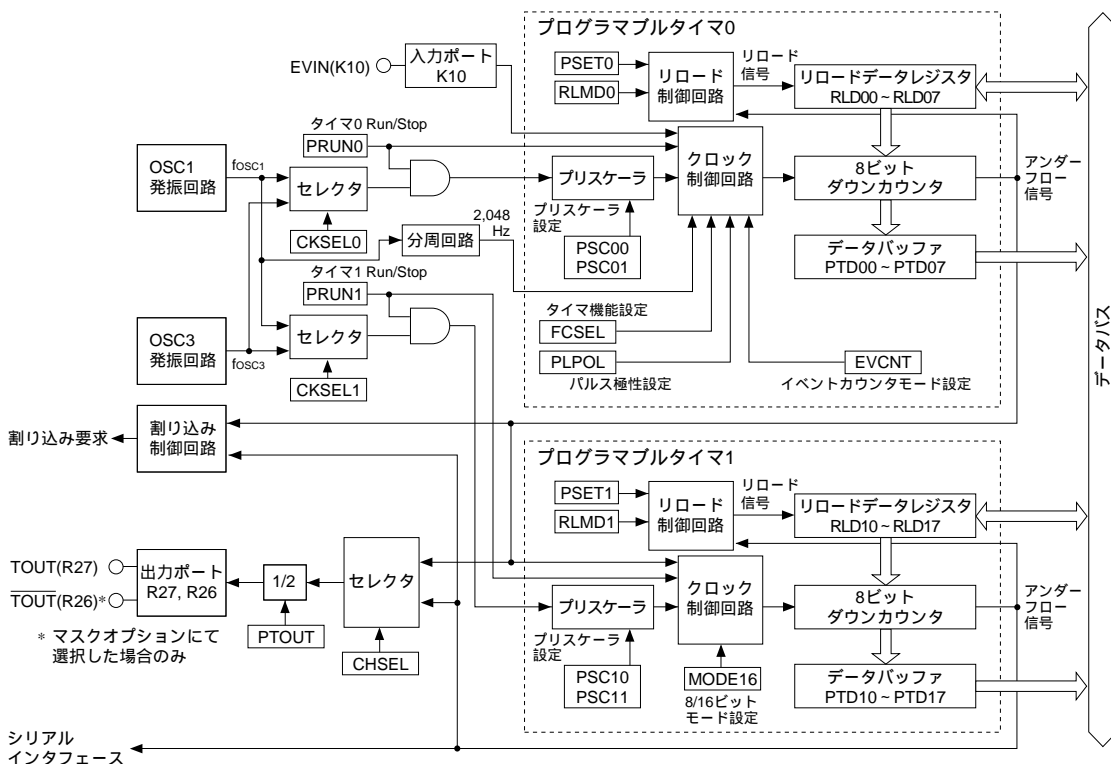 プログラマブルタイマ0
EVIN(K10)
入力ポート
K10
PSET0
RLMD0
リロード
制御回路
リロード
信号
リロードデータレジスタ
RLD00~RLD07
タイマ0 Run/Stop
PRUN0
OSC1
発振回路
fOSC1
セレクタ
CKSEL0
プリスケーラ
プリスケーラ
設定
PSC00
PSC01
クロック
制御回路
8ビット
ダウンカウンタ
アンダー
フロー
信号
分周回路
2,048
Hz
データバッファ
PTD00~PTD07
タイマ1 Run/Stop
PRUN1
OSC3
発振回路
fOSC3
セレクタ
CKSEL1
タイマ機能設定
FCSEL
PLPOL
パルス極性設定
EVCNT
イベントカウンタモード設定
データバス
割り込み要求
割り込み
制御回路
プログラマブルタイマ1
PSET1
RLMD1
リロード
制御回路
リロード
信号
リロードデータレジスタ
RLD10~RLD17
TOUT(R27)
TOUT(R26)*
出力ポート
R27, R26
1/2
PTOUT
セレクタ
CHSEL
* マスクオプションにて
選択した場合のみ
プリスケーラ
プリスケーラ
設定
PSC10
PSC11
クロック
制御回路
MODE16
8/16ビット
モード設定
8ビット
ダウンカウンタ
アンダー
フロー
信号
データバッファ
PTD10~PTD17
シリアル
インタフェース